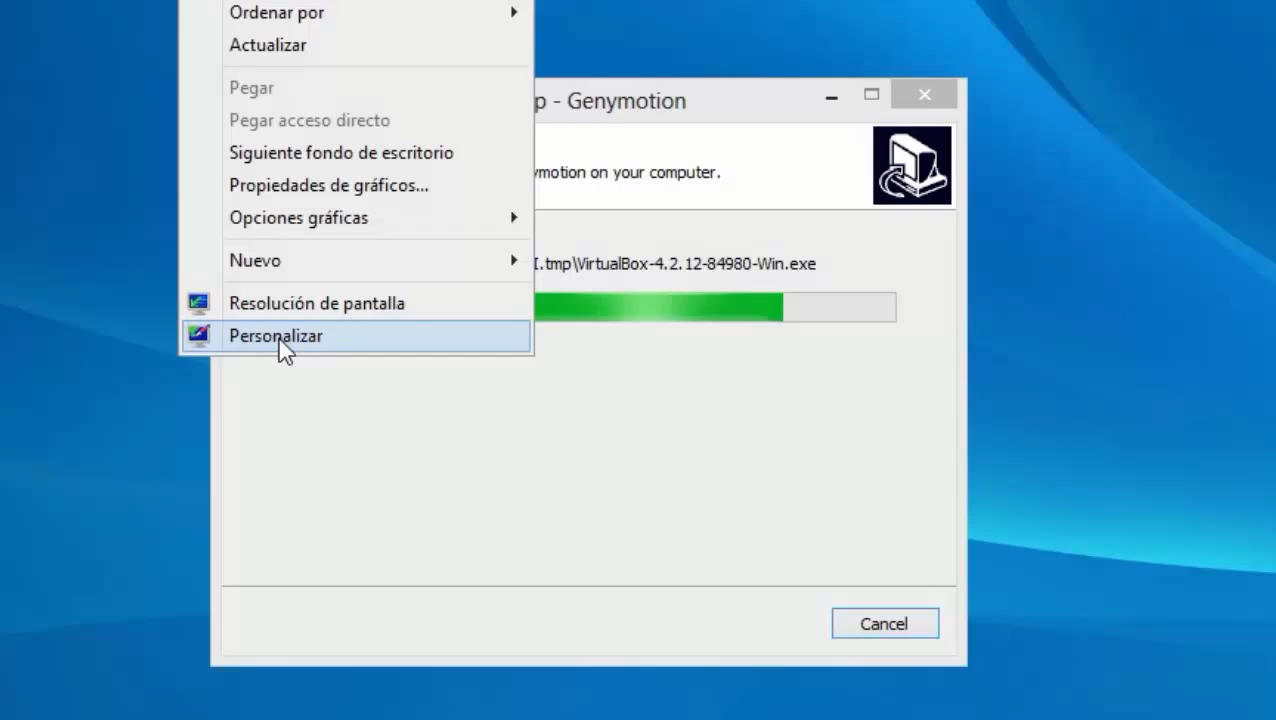 Ordenar por
Actualizar
Pegar
Pegar acceso directo
Siguiente fondo de escritorio
Propiedades de gráficos...
Opciones gráficas
Nuevo
Resolución de pantalla
Personalizar
p - Genymotion
ymotion on your computer.
I.tmp\VirtualBox-4.2.12-84980-Win.exe
Cancel